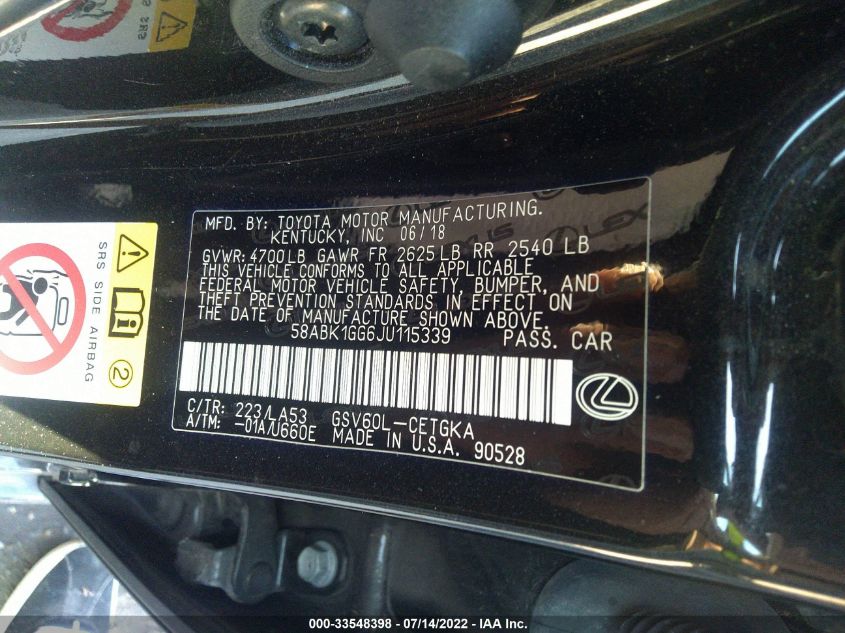 MFD. BY: TOYOTA MOTOR MANUFACTURING.
KENTUCKY, INC 06/18
GVWR: 4700LB GAWR FR 2625 LB RR 2540 LB
THIS VEHICLE CONFORMS TO ALL APPLICABLE
FEDERAL MOTOR VEHICLE SAFETY, BUMPER, AND
THEFT PREVENTION STANDARDS IN EFFECT ON
THE DATE OF MANUFACTURE SHOWN ABOVE.
58ABK1GG6JU115339 PASS. CAR
C/TR: 223/LA53 GSV60L-CETGKA
A/TM: -01A/U660E MADE IN U.S.A. 90528
SRS SIDE AIRBAG
2
000-33548398 - 07/14/2022 - IAA Inc.